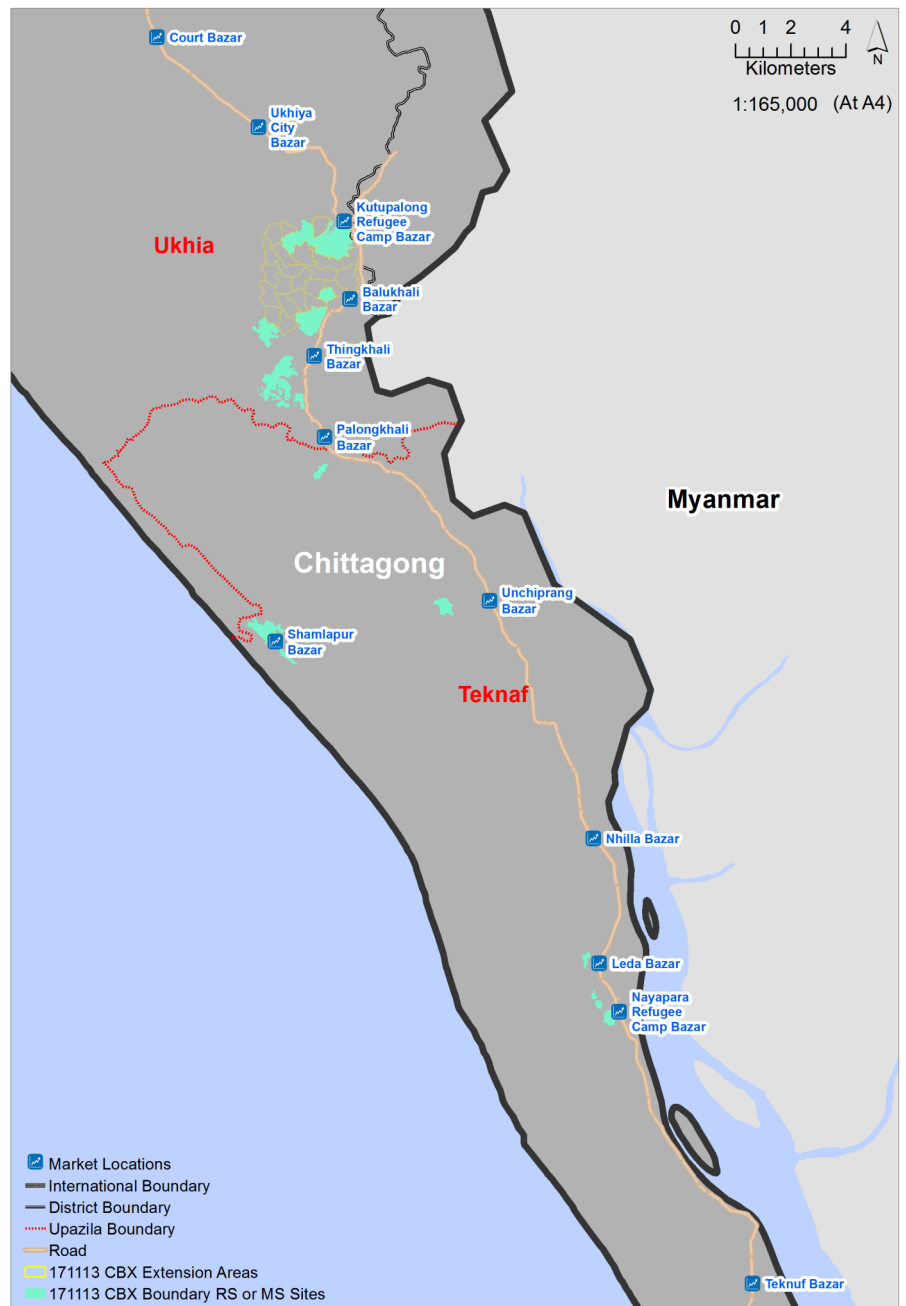 0 1 2 4
Kilometers
N
1:165,000 (At A4)
Court Bazar
Ukhiya
City
Bazar
Kutupalong
Refugee
Camp Bazar
Ukhia
Balukhali
Bazar
Thingkhali
Bazar
Palongkhali
Bazar
Myanmar
Chittagong
Unchiprang
Bazar
Shamlapur
Bazar
Teknaf
Nhilla Bazar
Leda Bazar
Nayapara
Refugee
Camp Bazar
Teknuf Bazar
Market Locations
International Boundary
District Boundary
Upazila Boundary
Road
171113 CBX Extension Areas
171113 CBX Boundary RS or MS Sites